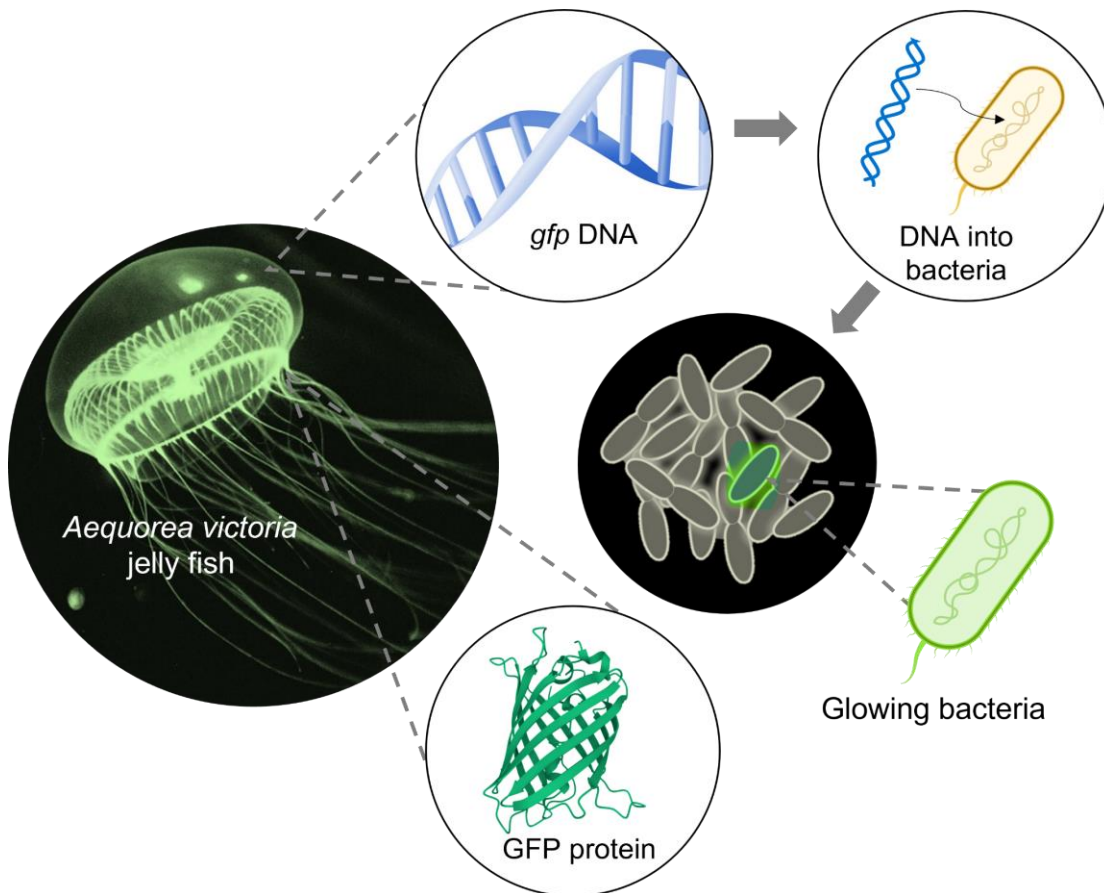 gfp DNA
DNA into
bacteria
Aequorea victoria
jelly fish
Glowing bacteria
GFP protein